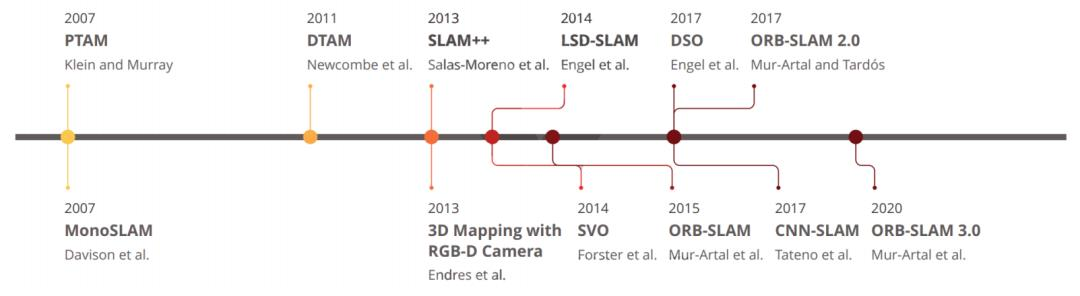 2007
PTAM
Klein and Murray
2011
DTAM
Newcombe et al.
2013
SLAM++
Salas-Moreno et al.
2014
LSD-SLAM
Engel et al.
2017
DSO
Engel et al.
2017
ORB-SLAM 2.0
Mur-Artal and Tardós
2007
MonoSLAM
Davison et al.
2013
3D Mapping with
RGB-D Camera
Endres et al.
2014
SVO
Forster et al.
2015
ORB-SLAM
Mur-Artal et al.
2017
CNN-SLAM
Tateno et al.
2020
ORB-SLAM 3.0
Mur-Artal et al.